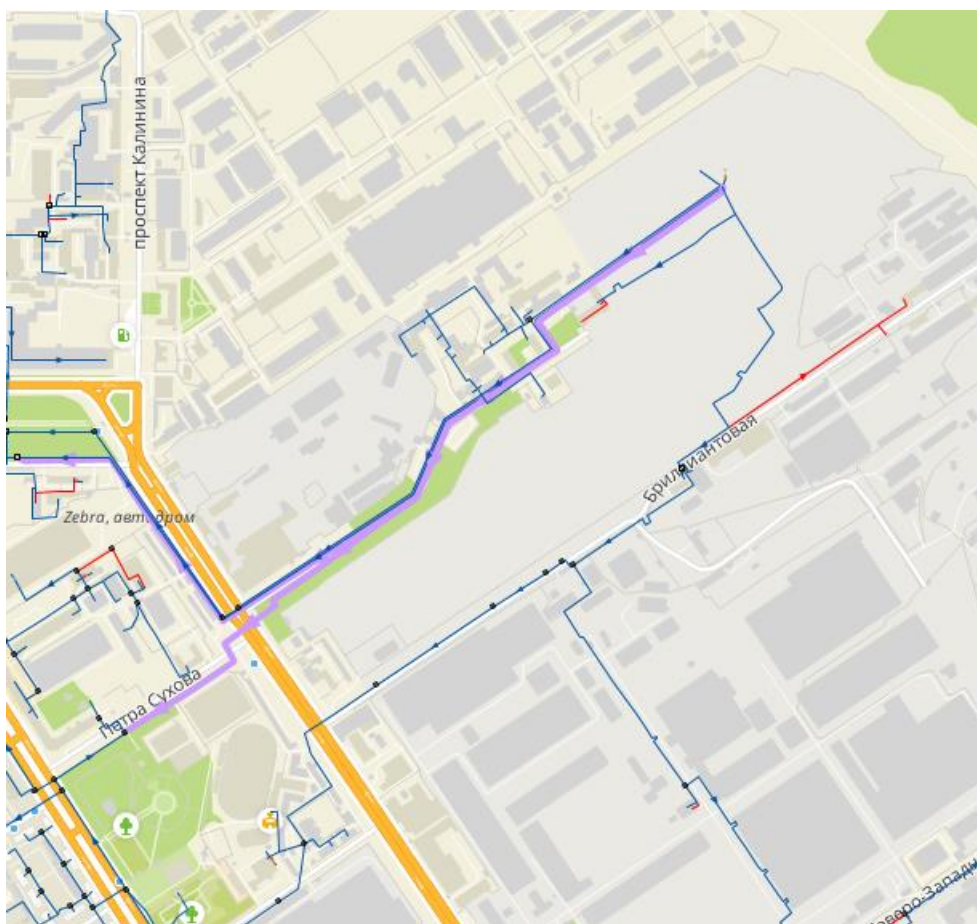 проспект Калинина
Бриллиантовая
Zebra, автодром
Петра Сухова